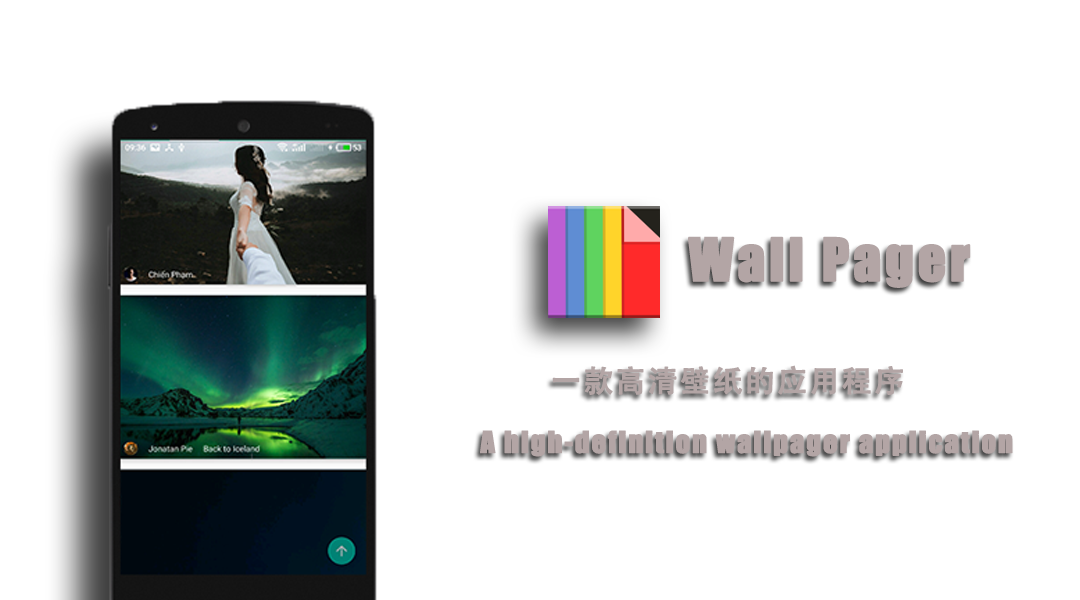 09:36 53
Chiến Phạm..
Jonatan Pie Back to Iceland
Wall Pager
一款高清壁纸的应用程序
A high-definition wallpager application